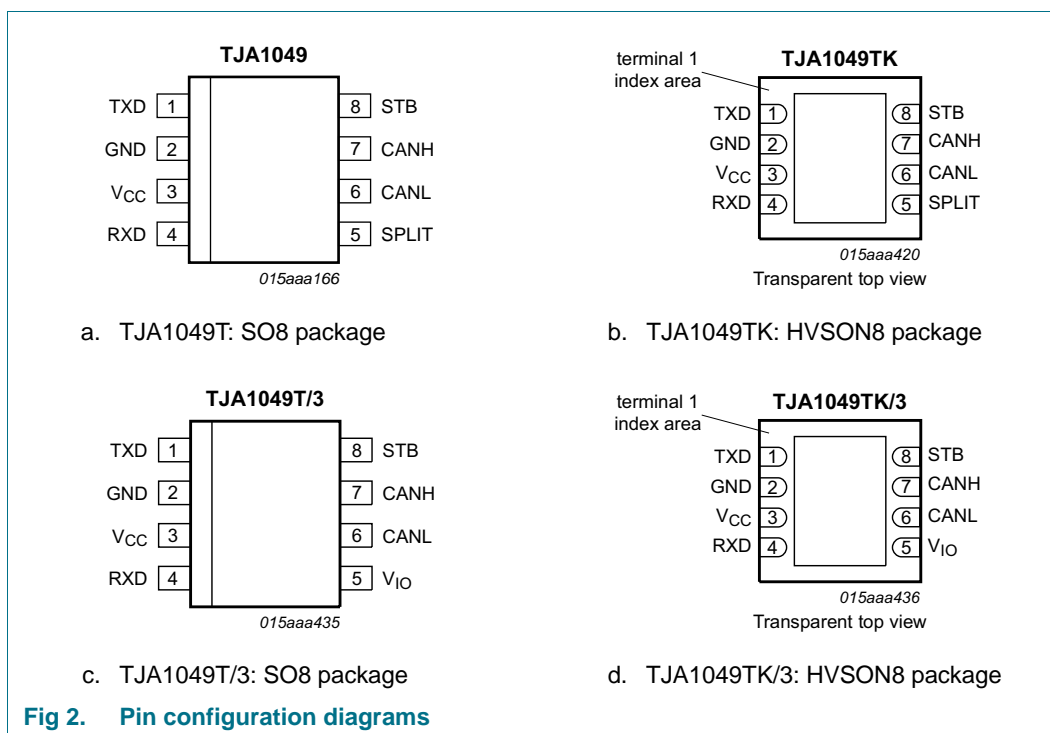 TJA1049
TXD 1
8 STB
GND 2
7 CANH
VCC 3
6 CANL
RXD 4
5 SPLIT
015aaa166
a. TJA1049T: SO8 package
terminal 1
index area
TJA1049TK
TXD 1
8 STB
GND 2
7 CANH
VCC 3
6 CANL
RXD 4
5 SPLIT
015aaa420
Transparent top view
b. TJA1049TK: HVSON8 package
TJA1049T/3
TXD 1
8 STB
GND 2
7 CANH
VCC 3
6 CANL
RXD 4
5 VIO
015aaa435
c. TJA1049T/3: SO8 package
terminal 1
index area
TJA1049TK/3
TXD 1
8 STB
GND 2
7 CANH
VCC 3
6 CANL
RXD 4
5 VIO
015aaa436
Transparent top view
d. TJA1049TK/3: HVSON8 package
Fig 2. Pin configuration diagrams